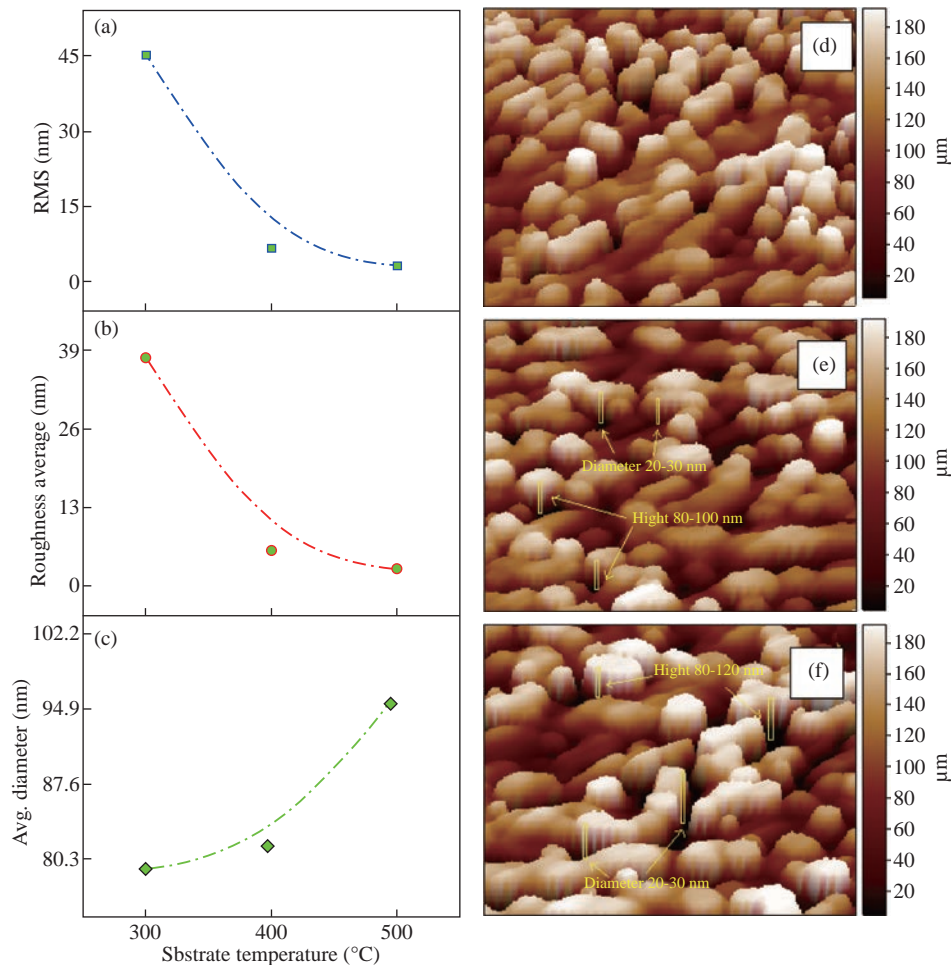 (a)
45
30
15
0
RMS (nm)
(b)
39
26
13
0
Roughness average (nm)
(c)
102.2
94.9
87.6
80.3
Avg. diameter (nm)
300
400
500
Sbstrate temperature (°C)
(d)
180
160
140
120
100
80
60
40
20
μm
(e)
Diameter 20-30 nm
Hight 80-100 nm
180
160
140
120
100
80
60
40
20
μm
(f)
Hight 80-120 nm
Diameter 20-30 nm
180
160
140
120
100
80
60
40
20
μm